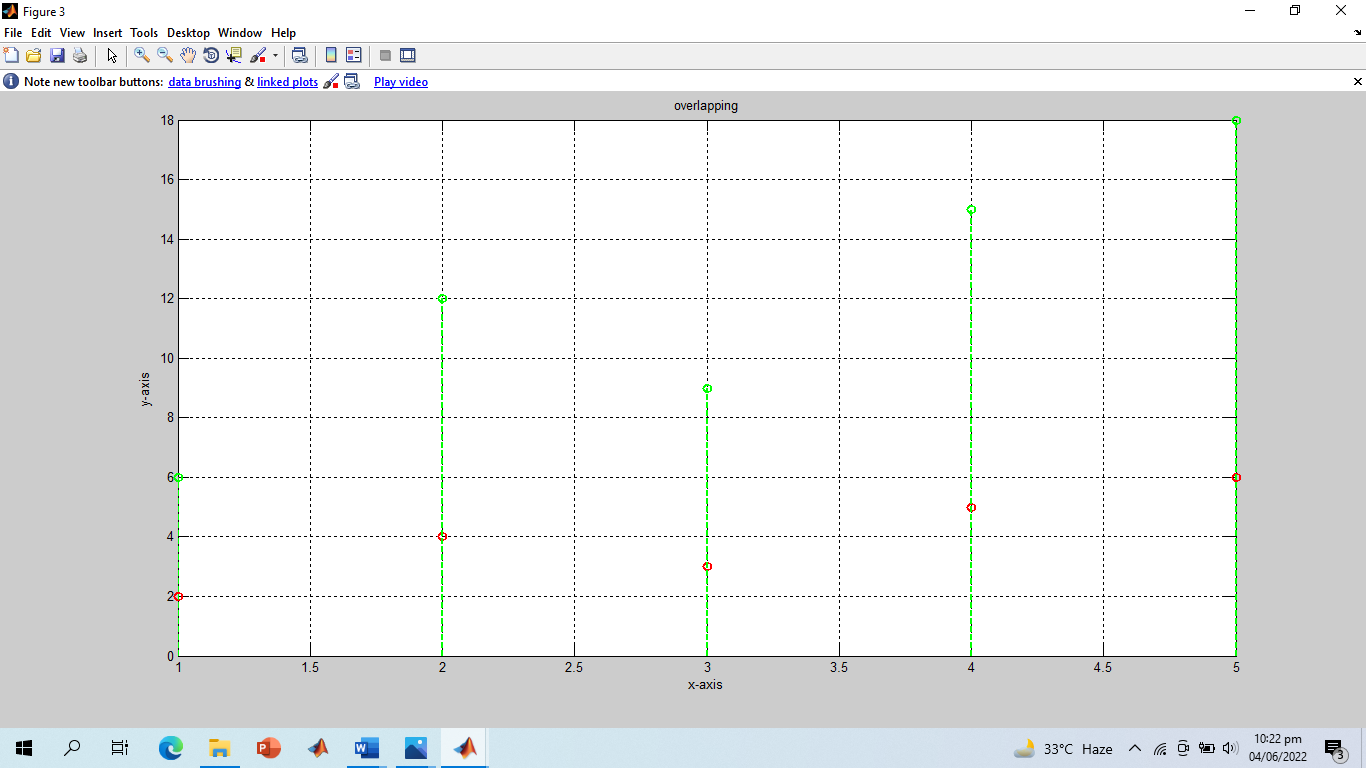 Figure 3
File Edit View Insert Tools Desktop Window Help
Note new toolbar buttons: data brushing & linked plots Play video
overlapping
18
16
14
12
10
8
6
4
2
0
y-axis
1 1.5 2 2.5 3 3.5 4 4.5 5
x-axis
33°C Haze
10:22 pm
04/06/2022
3